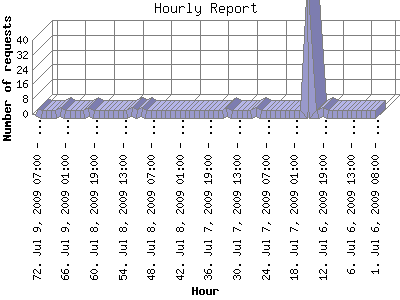 Hourly Report
Number of requests
40
32
24
16
8
0
72. Jul 9, 2009 07:00 - ...
66. Jul 9, 2009 01:00 - ...
60. Jul 8, 2009 19:00 - ...
54. Jul 8, 2009 13:00 - ...
48. Jul 8, 2009 07:00 - ...
42. Jul 8, 2009 01:00 - ...
36. Jul 7, 2009 19:00 - ...
30. Jul 7, 2009 13:00 - ...
24. Jul 7, 2009 07:00 - ...
18. Jul 7, 2009 01:00 - ...
12. Jul 6, 2009 19:00 - ...
6. Jul 6, 2009 13:00 - ...
1. Jul 6, 2009 08:00 - ...
Hour